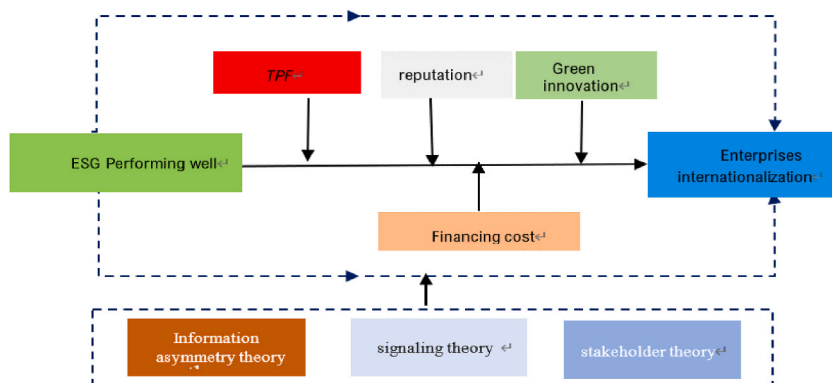 TPF
reputation
Green
innovation
ESG Performing well
Enterprises
internationalization
Financing cost
Information
asymmetry theory
signaling theory
stakeholder theory